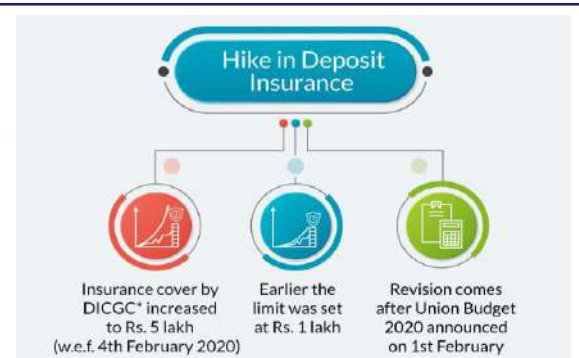 Hike in Deposit
Insurance
Insurance cover by
DICGC* increased
to Rs. 5 lakh
(w.e.f. 4th February 2020)
Earlier the
limit was set
at Rs. 1 lakh
Revision comes
after Union Budget
2020 announced
on 1st February